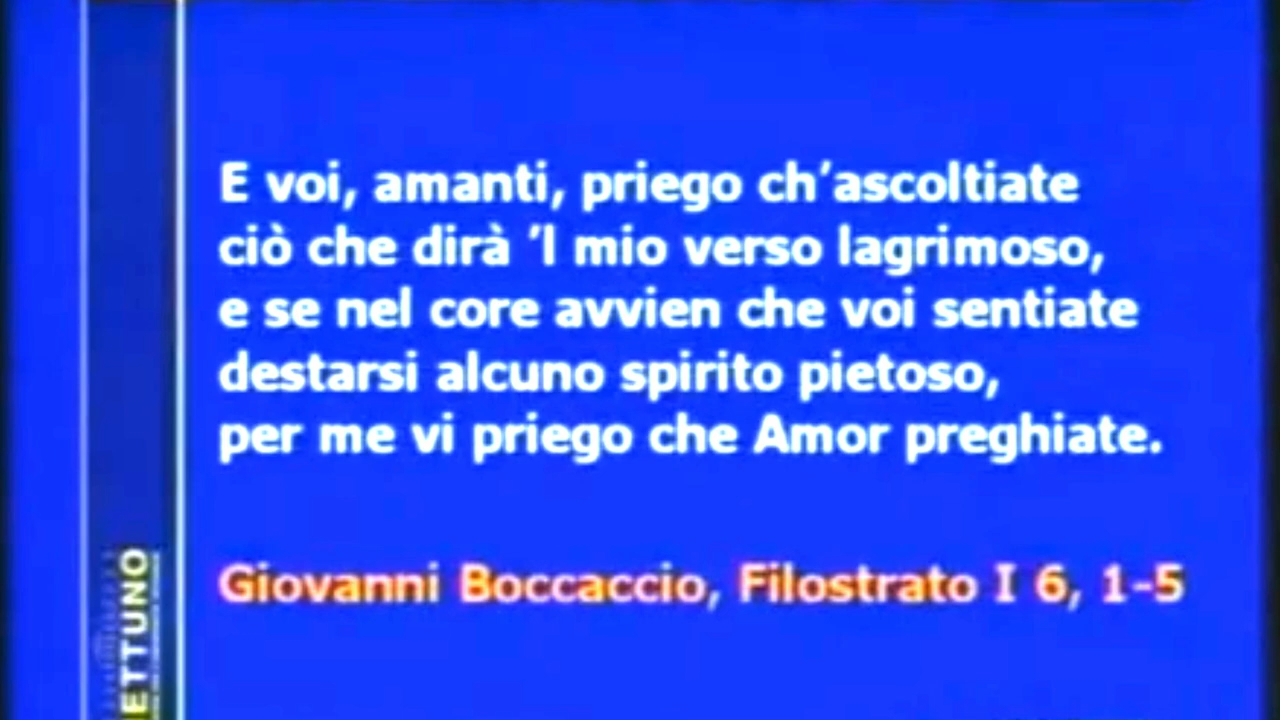 E voi, amanti, priego ch'ascoltiate
ciò che dirà 'l mio verso lagrimoso,
e se nel core avvien che voi sentiate
destarsi alcuno spirito pietoso,
per me vi priego che Amor preghiate.
Giovanni Boccaccio, Filostrato I 6, 1-5
ETTUNO